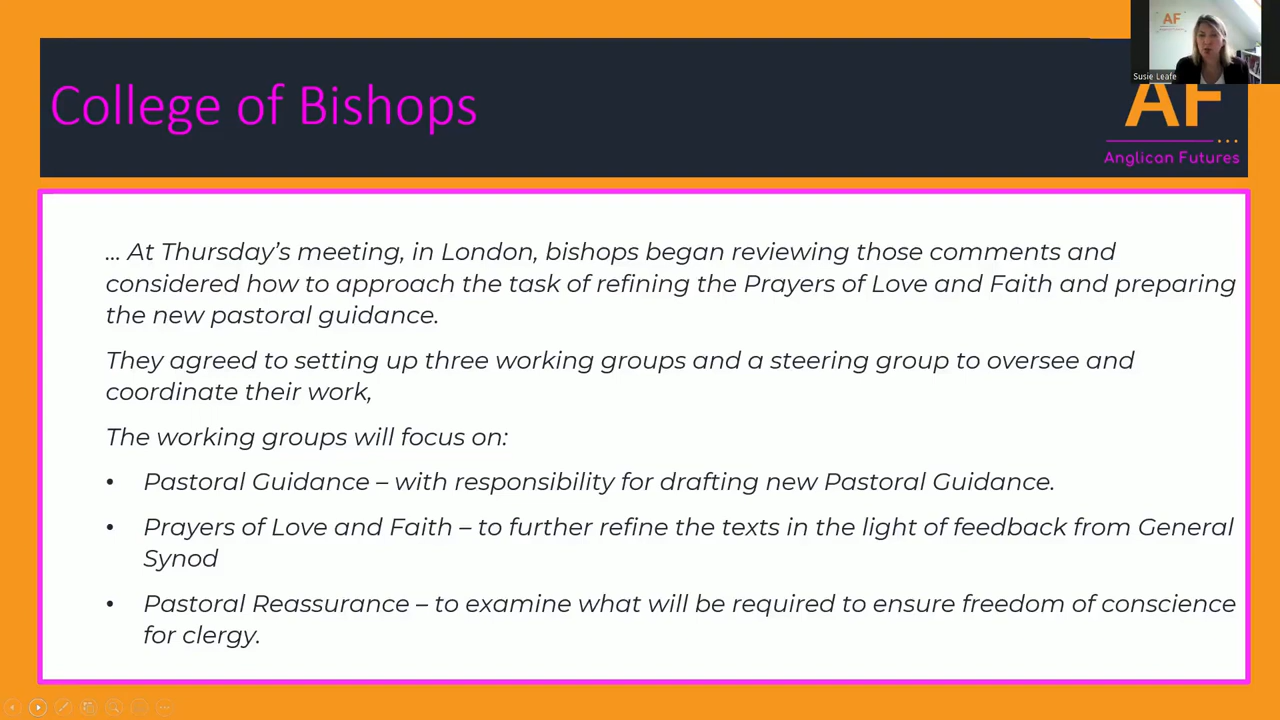 AF
Susie Leafe
College of Bishops
AF
Anglican Futures
... At Thursday's meeting, in London, bishops began reviewing those comments and
considered how to approach the task of refining the Prayers of Love and Faith and preparing
the new pastoral guidance.
They agreed to setting up three working groups and a steering group to oversee and
coordinate their work,
The working groups will focus on:
• Pastoral Guidance – with responsibility for drafting new Pastoral Guidance.
• Prayers of Love and Faith – to further refine the texts in the light of feedback from General
Synod
• Pastoral Reassurance – to examine what will be required to ensure freedom of conscience
for clergy.